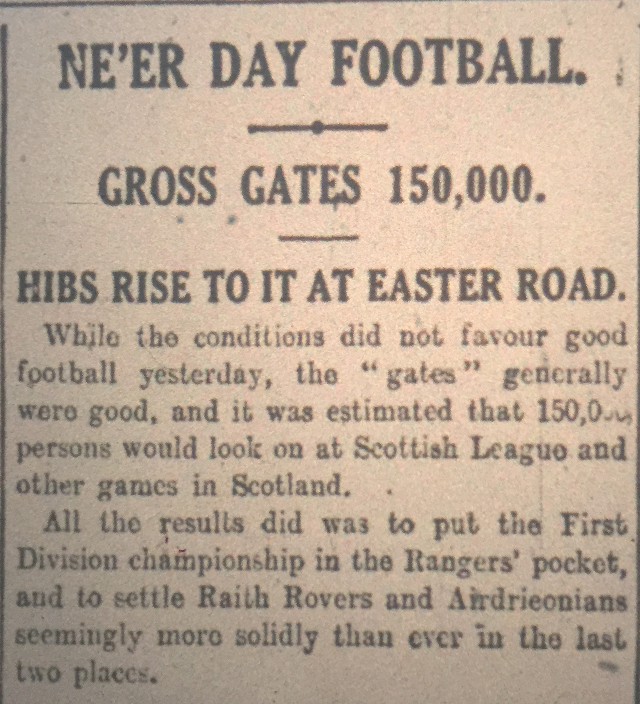 NE'ER DAY FOOTBALL.
GROSS GATES 150,000.
HIBS RISE TO IT AT EASTER ROAD.
While the conditions did not favour good
football yesterday, the "gates" generally
were good, and it was estimated that
persons would look on at Scottish League and
other games in Scotland.
All the results did was to put the First
Division championship in the Rangers' pocket,
and to settle Raith Rovers and Airdrieonians
seemingly more solidly than ever in the last
two places.